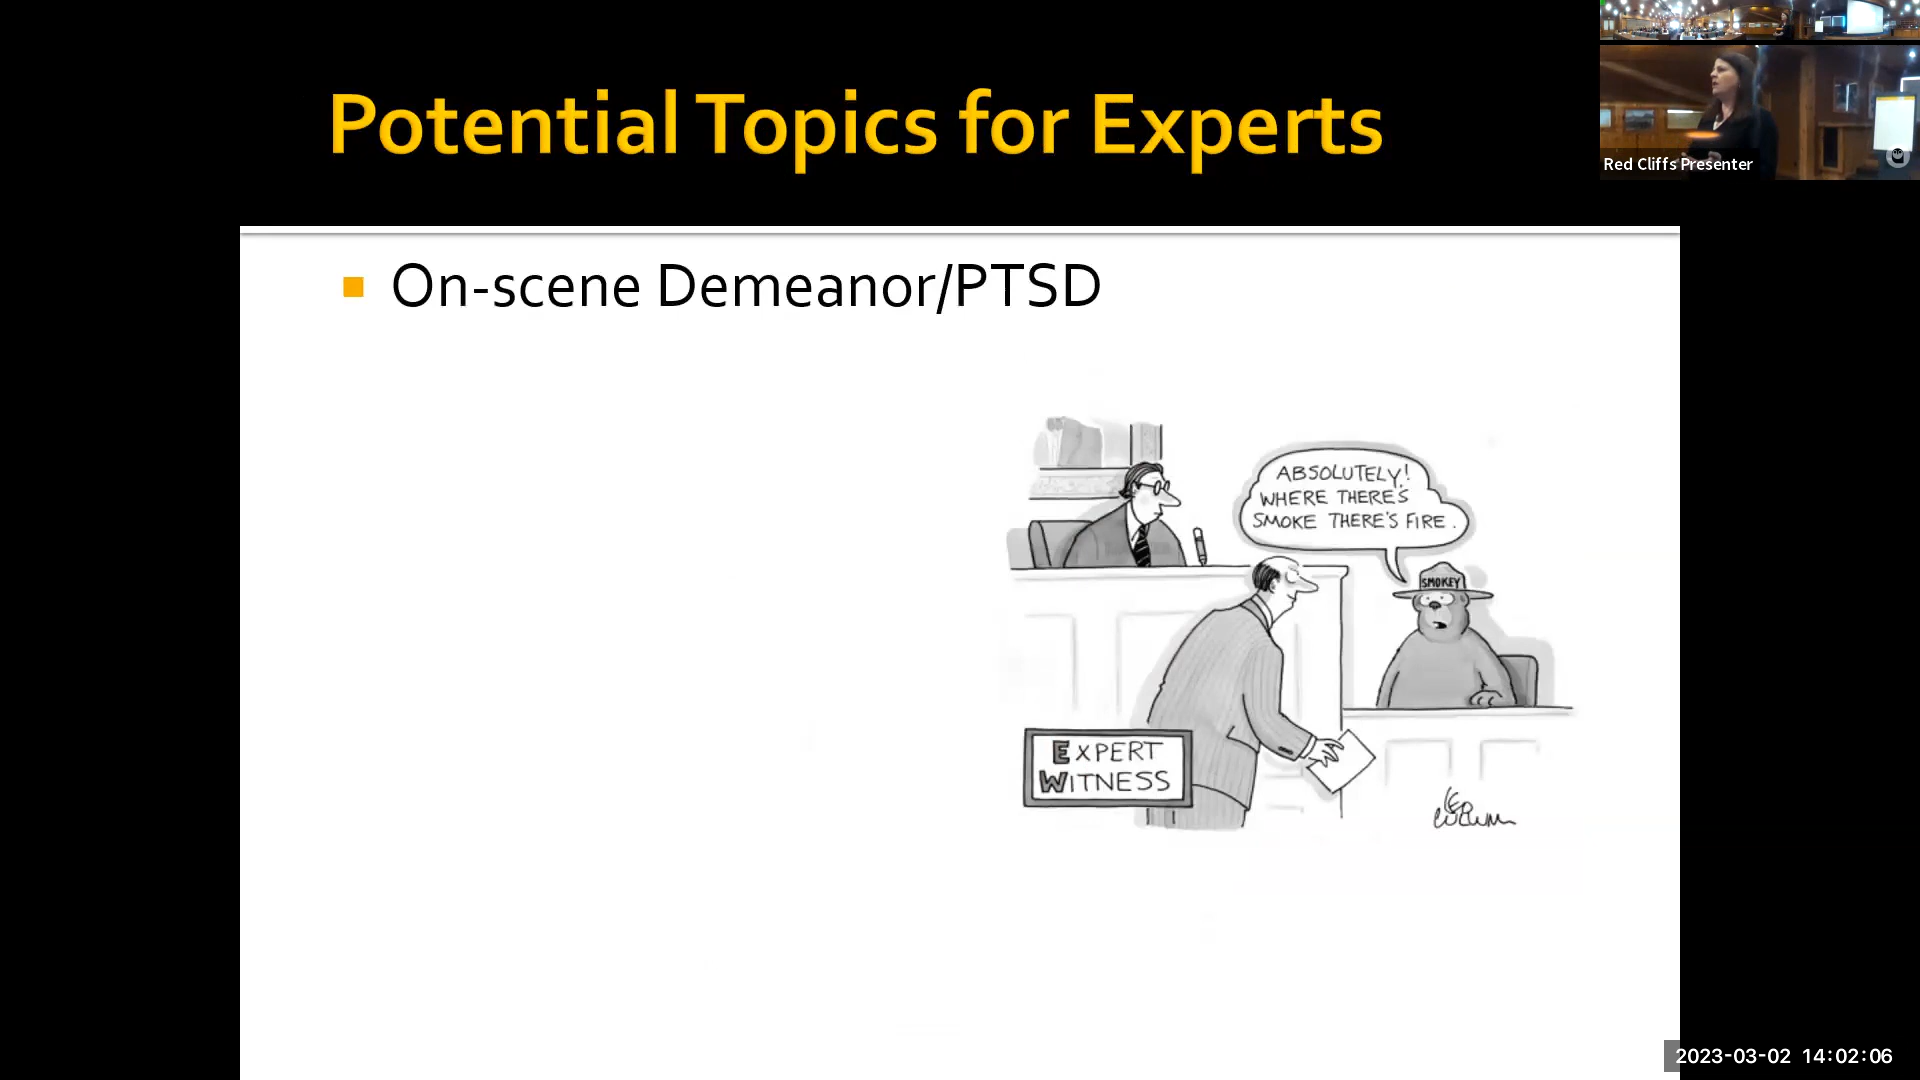 Potential Topics for Experts
Red Cliffs Presenter
On-scene Demeanor/PTSD
ABSOLUTELY!
WHERE THERE'S
SMOKE THERE'S FIRE.
SMOKEY
EXPERT
WITNESS
2023-03-02 14:02:06